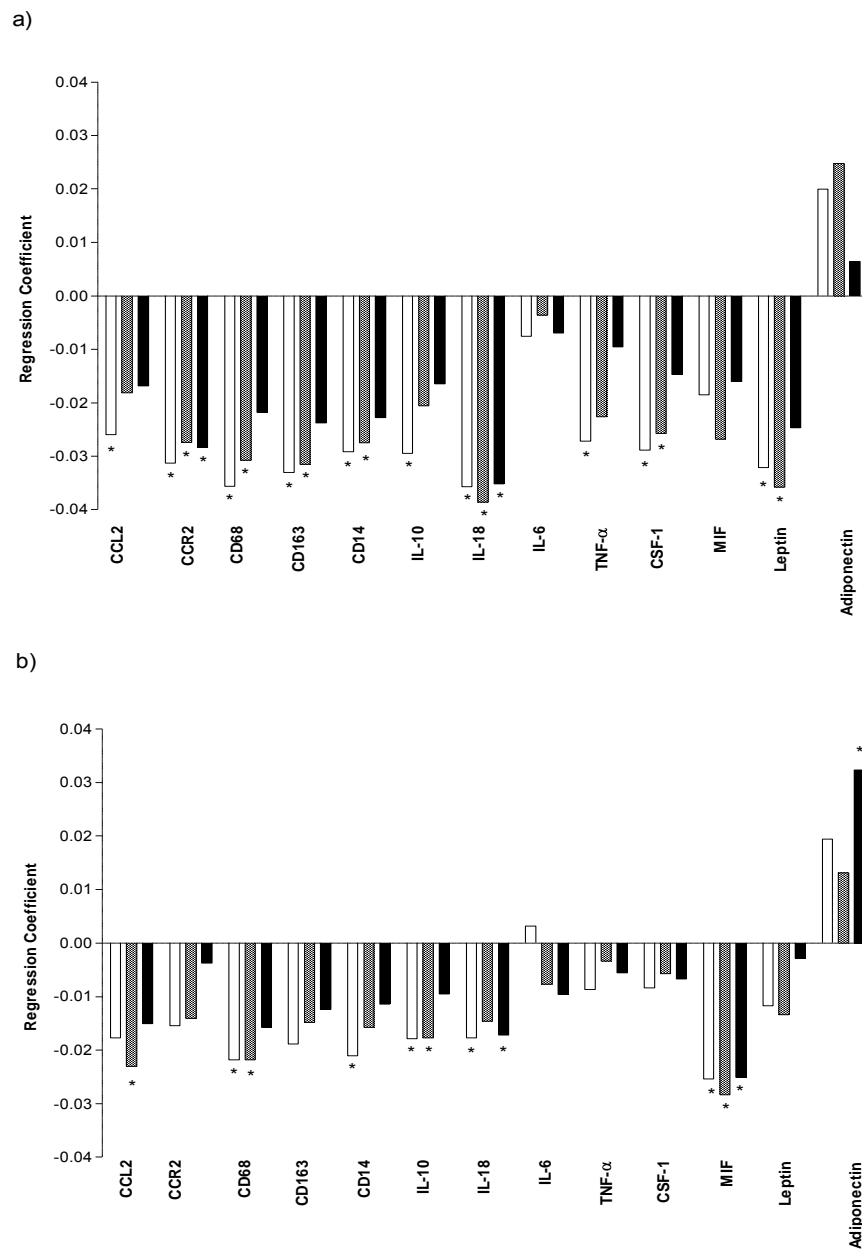 a)
0.04
0.03
0.02
0.01
0.00
-0.01
-0.02
-0.03
-0.04
Regression Coefficient
* * * * * * * * * * * * * * * * * * *
CCL2 CCR2 CD68 CD163 CD14 IL-10 IL-18 IL-6 TNF-α CSF-1 MIF Leptin Adiponectin
b)
0.04
0.03
0.02
0.01
0.00
-0.01
-0.02
-0.03
-0.04
Regression Coefficient
* * * * * * * * * * * *
CCL2 CCR2 CD68 CD163 CD14 IL-10 IL-18 IL-6 TNF-α CSF-1 MIF Leptin Adiponectin